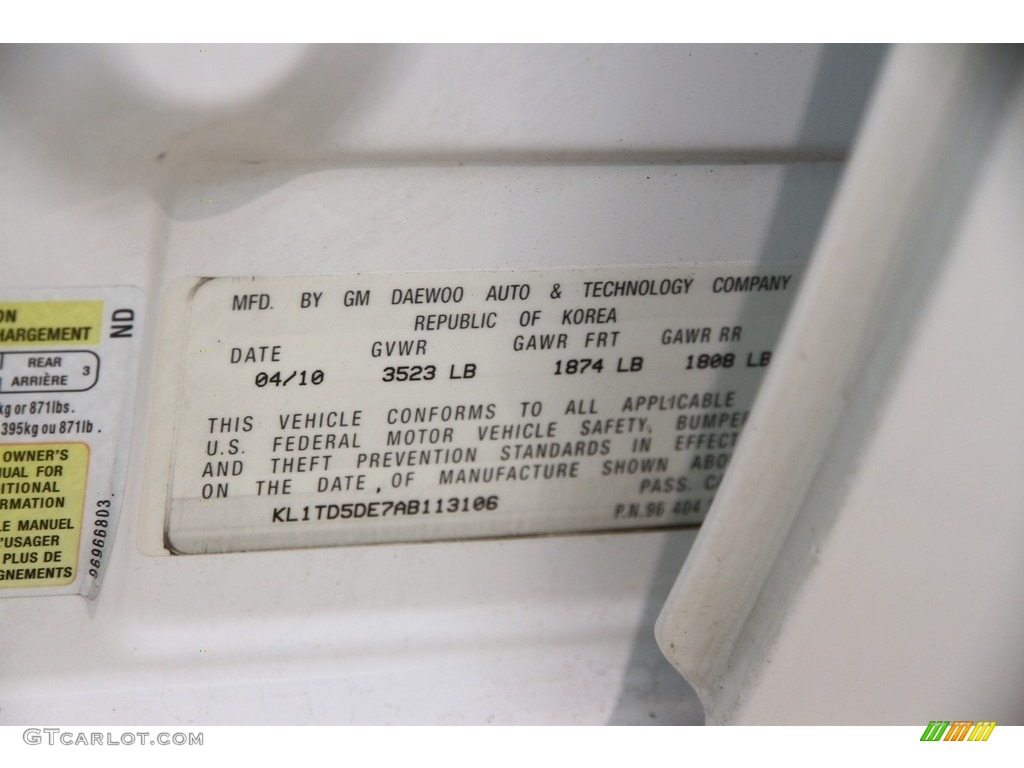 ON
HARGEMENT
ND
REAR
ARRIÈRE 3
kg or 871lbs.
395kg ou 871lb.
OWNER'S
UAL FOR
ITIONAL
RMATION
LE MANUEL
'USAGER
PLUS DE
GNEMENTS
96966803.
MFD. BY GM DAEWOO AUTO & TECHNOLOGY COMPANY
REPUBLIC OF KOREA
DATE GVWR GAWR FRT GAWR RR
04/10 3523 LB 1874 LB 1808 LB
THIS VEHICLE CONFORMS TO ALL APPLICABLE
U.S. FEDERAL MOTOR VEHICLE SAFETY, BUMPE
AND THEFT PREVENTION STANDARDS IN EFFECT
ON THE DATE, OF MANUFACTURE SHOWN ABO
PASS. C
KL1TD5DE7AB113106 P.N.96 404
GTCARLOT.COM